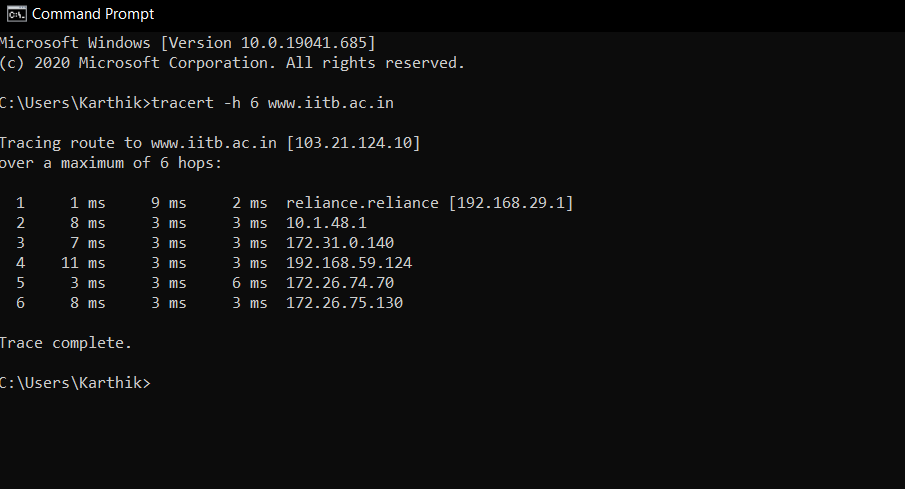 Command Prompt
Microsoft Windows [Version 10.0.19041.685]
(c) 2020 Microsoft Corporation. All rights reserved.
C:\Users\Karthik>tracert -h 6 www.iitb.ac.in
Tracing route to www.iitb.ac.in [103.21.124.10]
over a maximum of 6 hops:
1 1 ms 9 ms 2 ms reliance.reliance [192.168.29.1]
2 8 ms 3 ms 3 ms 10.1.48.1
3 7 ms 3 ms 3 ms 172.31.0.140
4 11 ms 3 ms 3 ms 192.168.59.124
5 3 ms 3 ms 6 ms 172.26.74.70
6 8 ms 3 ms 3 ms 172.26.75.130
Trace complete.
C:\Users\Karthik>